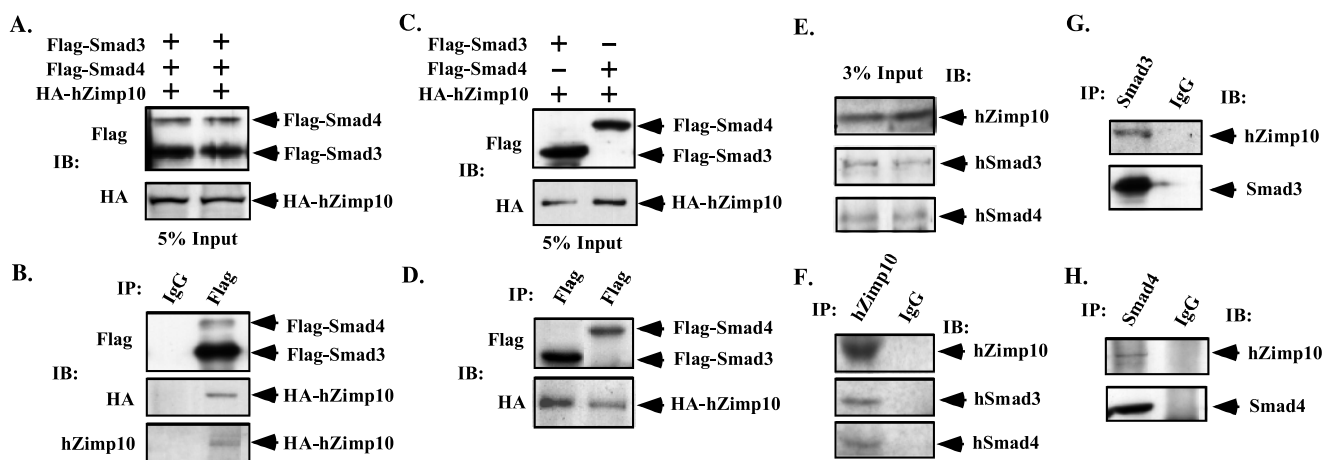 A.
Flag-Smad3 + +
Flag-Smad4 + +
HA-hZimp10 + +
Flag
Flag-Smad4
Flag-Smad3
IB:
HA
HA-hZimp10
5% Input
B.
IP: IgG Flag
Flag
Flag-Smad4
Flag-Smad3
IB:
HA
HA-hZimp10
hZimp10
HA-hZimp10
C.
Flag-Smad3 + –
Flag-Smad4 – +
HA-hZimp10 + +
Flag
Flag-Smad4
Flag-Smad3
IB:
HA
HA-hZimp10
5% Input
D.
IP: Flag Flag
Flag
Flag-Smad4
Flag-Smad3
IB:
HA
HA-hZimp10
E.
3% Input IB:
hZimp10
hSmad3
hSmad4
F.
IP: hZimp10 IgG IB:
hZimp10
hSmad3
hSmad4
G.
IP: Smad3 IgG IB:
hZimp10
Smad3
H.
IP: Smad4 IgG IB:
hZimp10
Smad4